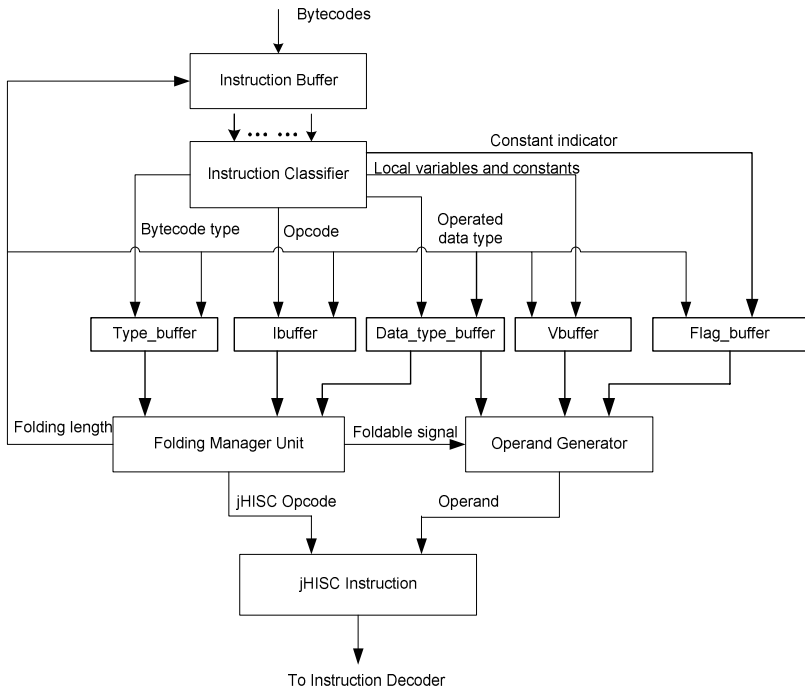 Bytecodes
Instruction Buffer
... ...
Constant indicator
Instruction Classifier
Local variables and constants
Bytecode type
Opcode
Operated
data type
Type_buffer
Ibuffer
Data_type_buffer
Vbuffer
Flag_buffer
Folding length
Folding Manager Unit
Foldable signal
Operand Generator
jHISC Opcode
Operand
jHISC Instruction
To Instruction Decoder